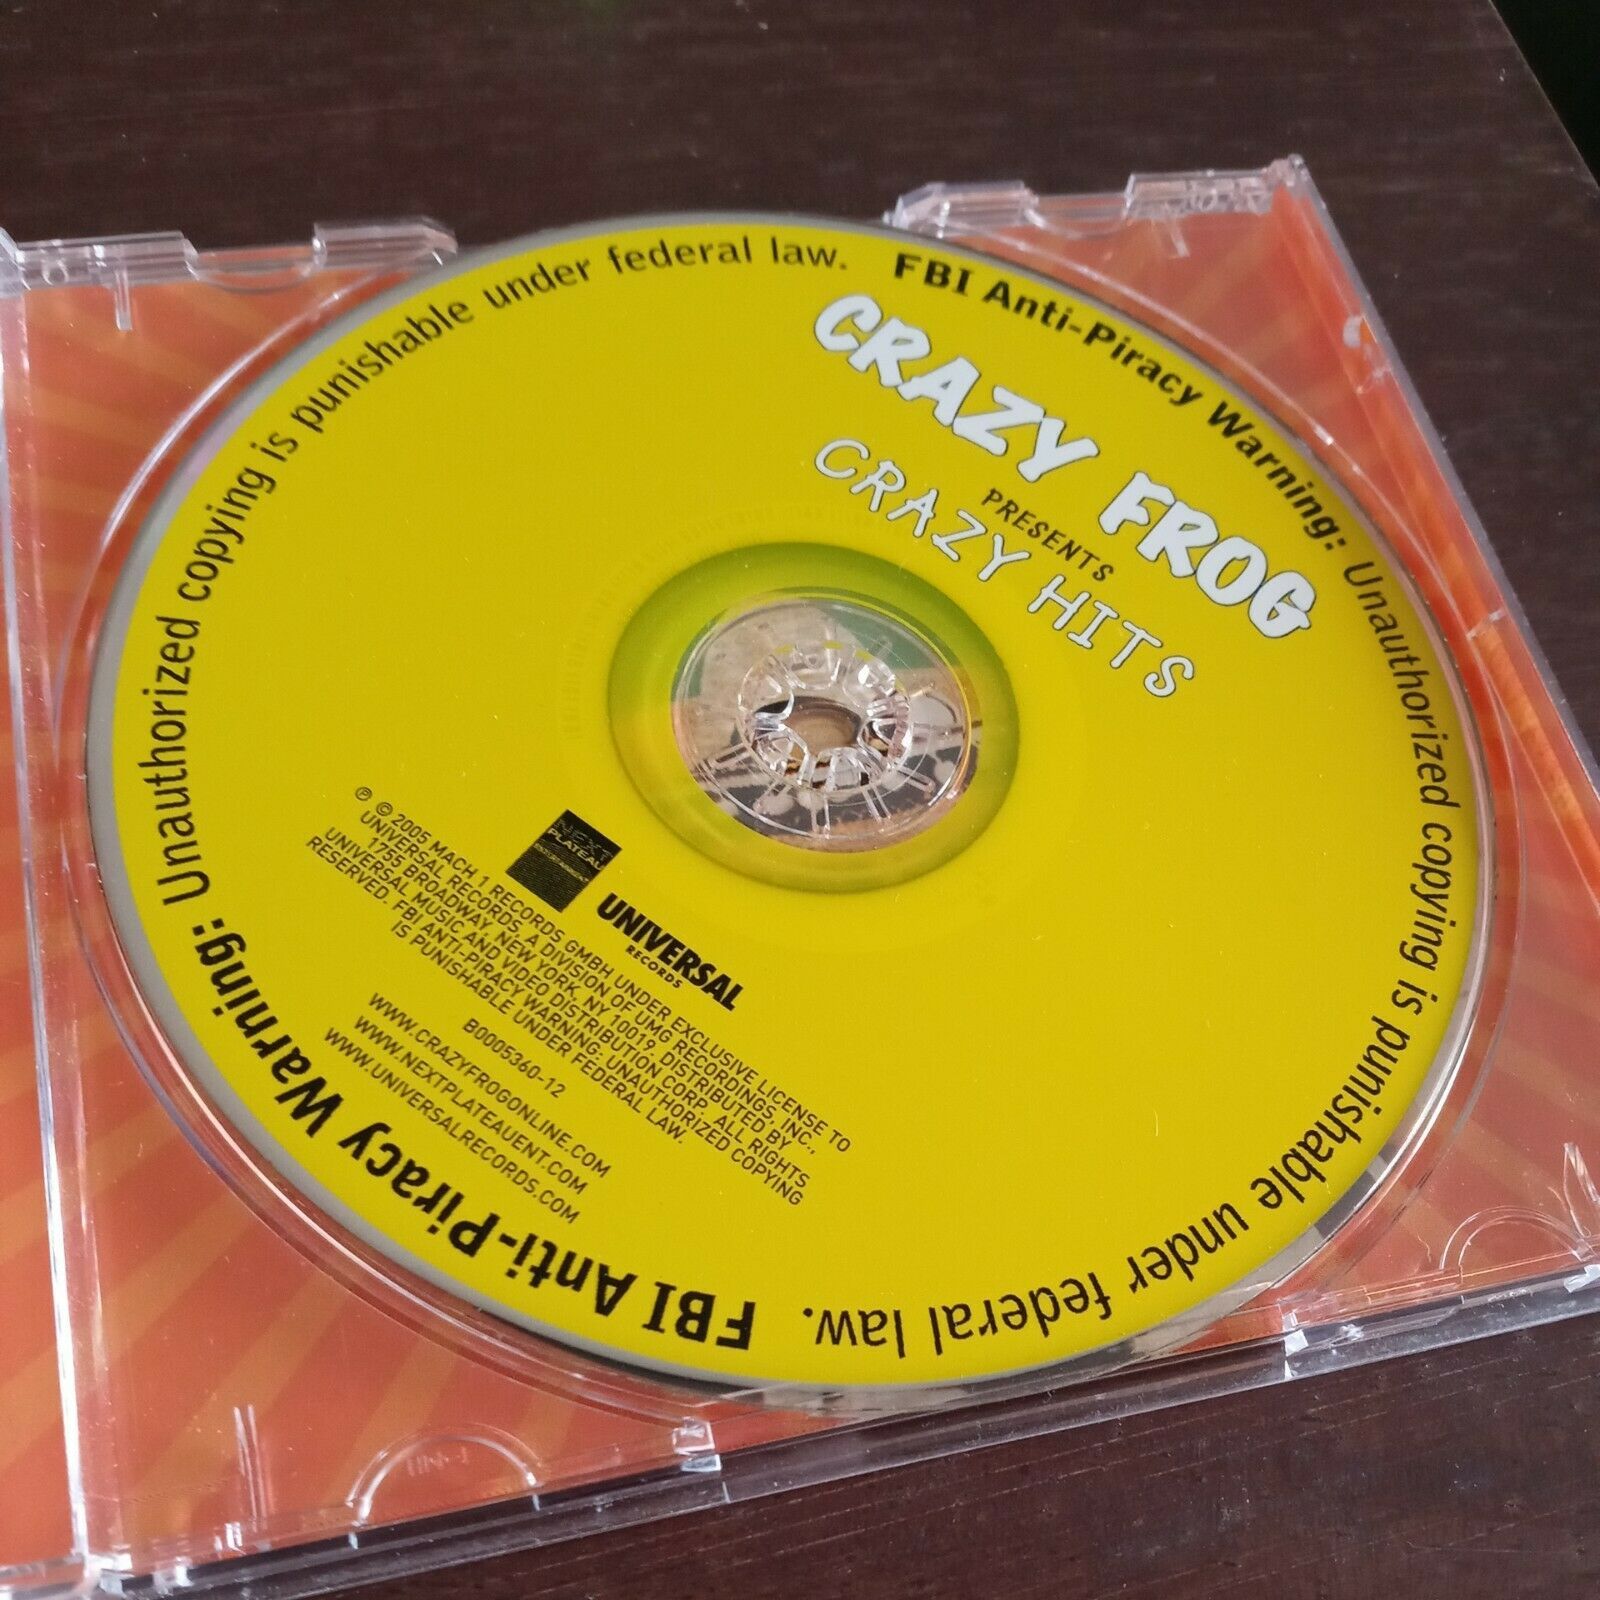 FBI Anti-Piracy Warning: Unauthorized copying is punishable under federal law.
CRAZY FROG
PRESENTS
CRAZY HITS
NEXT
PLATEAU
UNIVERSAL
RECORDS
℗ © 2005 MACH 1 RECORDS GMBH UNDER EXCLUSIVE LICENSE TO
UNIVERSAL RECORDS, A DIVISION OF UMG RECORDINGS, INC.,
1755 BROADWAY, NEW YORK, NY 10019. DISTRIBUTED BY
UNIVERSAL MUSIC AND VIDEO DISTRIBUTION CORP. ALL RIGHTS
RESERVED. FBI ANTI-PIRACY WARNING: UNAUTHORIZED COPYING
IS PUNISHABLE UNDER FEDERAL LAW.
B0005360-12
WWW.CRAZYFROGONLINE.COM
WWW.NEXTPLATEAUENT.COM
WWW.UNIVERSALRECORDS.COM
FBI Anti-Piracy Warning: Unauthorized copying is punishable under federal law.